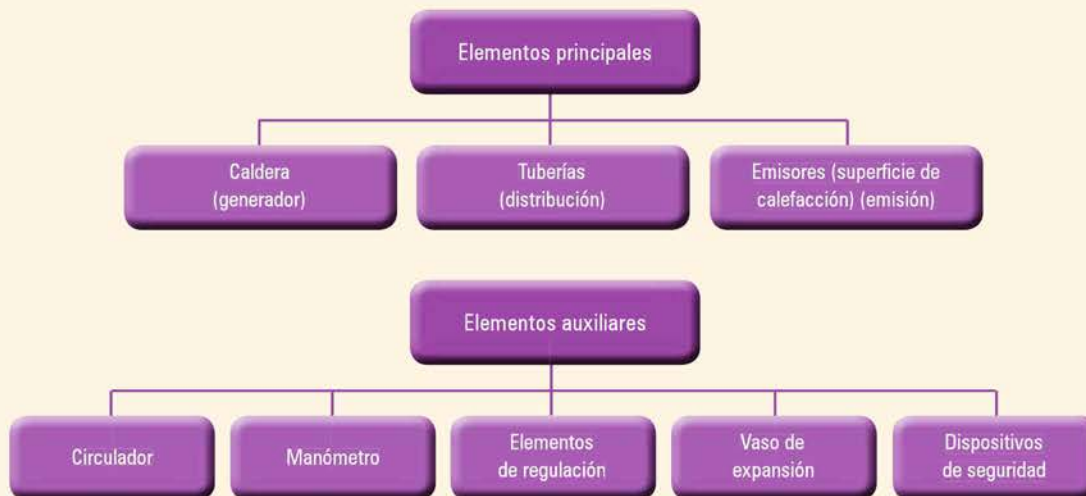 Elementos principales
Caldera
(generador)
Tuberías
(distribución)
Emisores (superficie de
calefacción) (emisión)
Elementos auxiliares
Circulador
Manómetro
Elementos
de regulación
Vaso de
expansión
Dispositivos
de seguridad